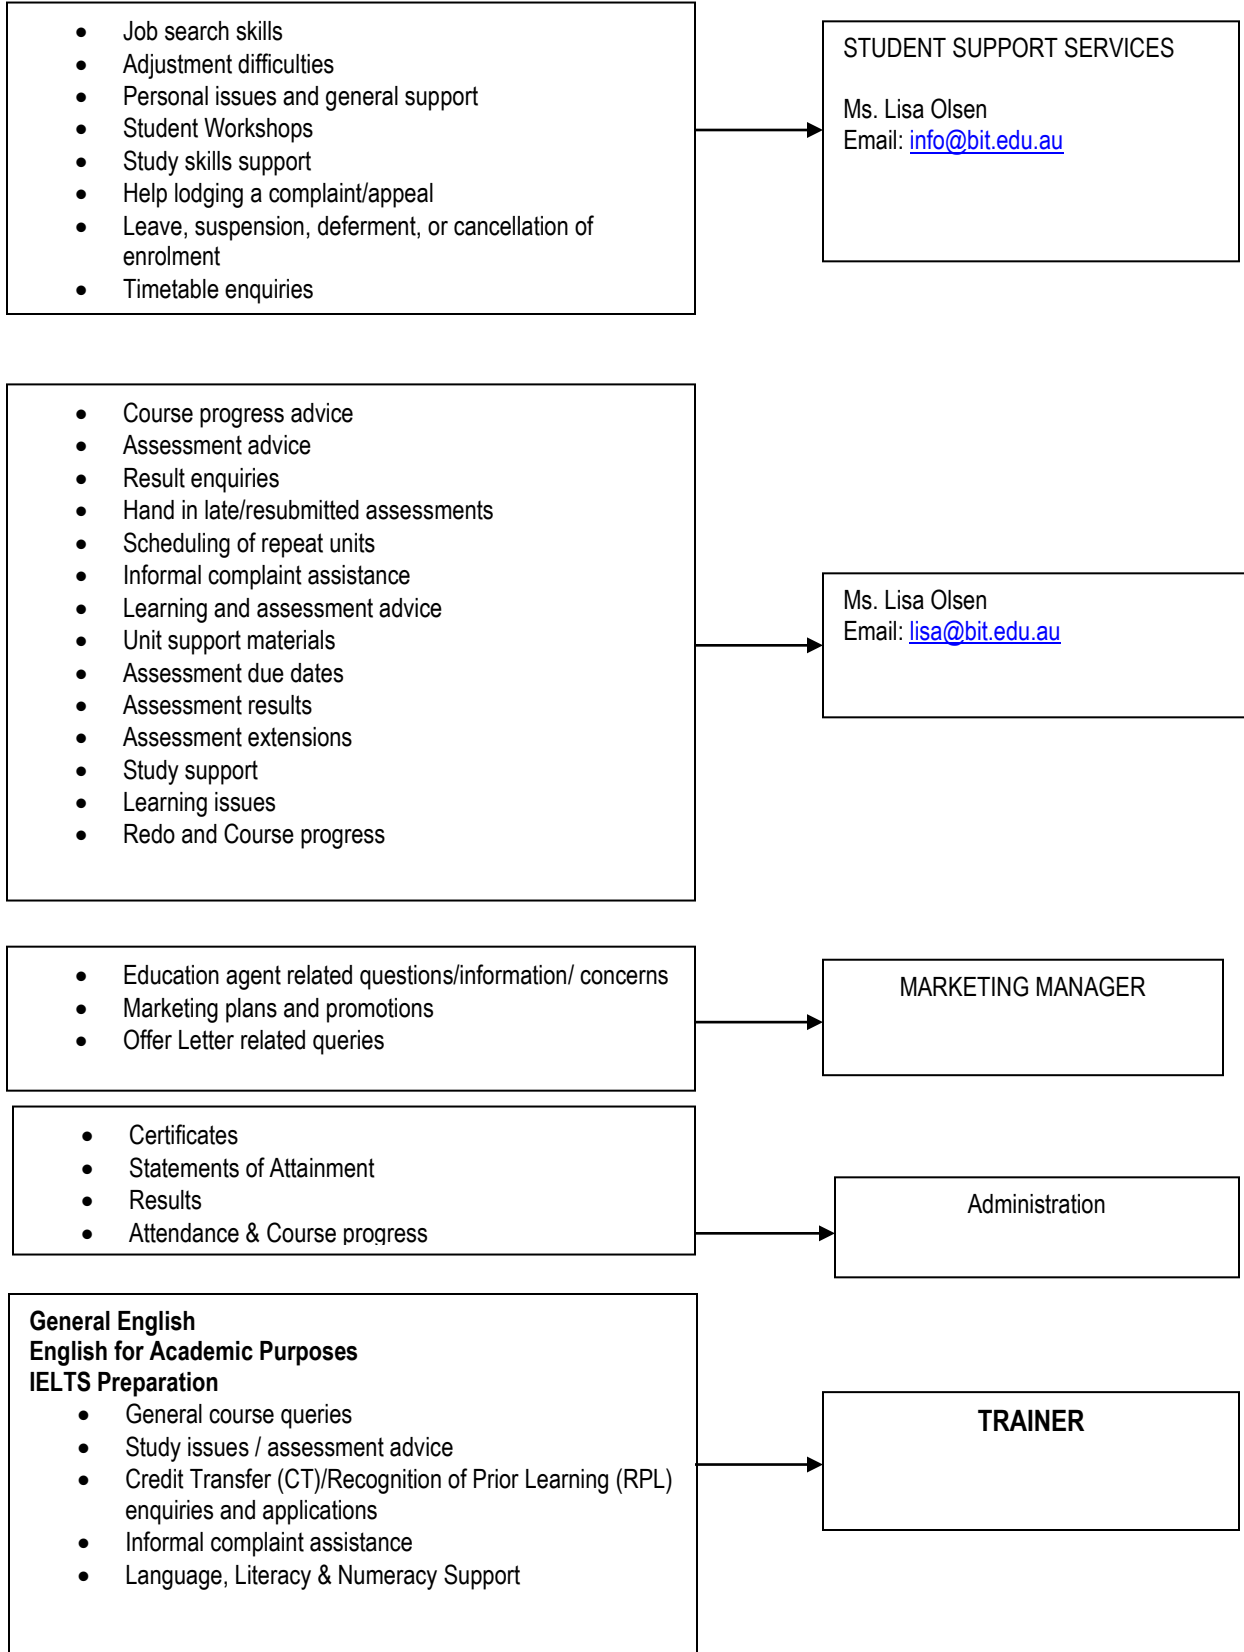 • Job search skills
• Adjustment difficulties
• Personal issues and general support
• Student Workshops
• Study skills support
• Help lodging a complaint/appeal
• Leave, suspension, deferment, or cancellation of
enrolment
• Timetable enquiries
STUDENT SUPPORT SERVICES
Ms. Lisa Olsen
Email: info@bit.edu.au
• Course progress advice
• Assessment advice
• Result enquiries
• Hand in late/resubmitted assessments
• Scheduling of repeat units
• Informal complaint assistance
• Learning and assessment advice
• Unit support materials
• Assessment due dates
• Assessment results
• Assessment extensions
• Study support
• Learning issues
• Redo and Course progress
Ms. Lisa Olsen
Email: lisa@bit.edu.au
• Education agent related questions/information/ concerns
• Marketing plans and promotions
• Offer Letter related queries
MARKETING MANAGER
• Certificates
• Statements of Attainment
• Results
• Attendance & Course progress
Administration
General English
English for Academic Purposes
IELTS Preparation
• General course queries
• Study issues / assessment advice
• Credit Transfer (CT)/Recognition of Prior Learning (RPL)
enquiries and applications
• Informal complaint assistance
• Language, Literacy & Numeracy Support
TRAINER